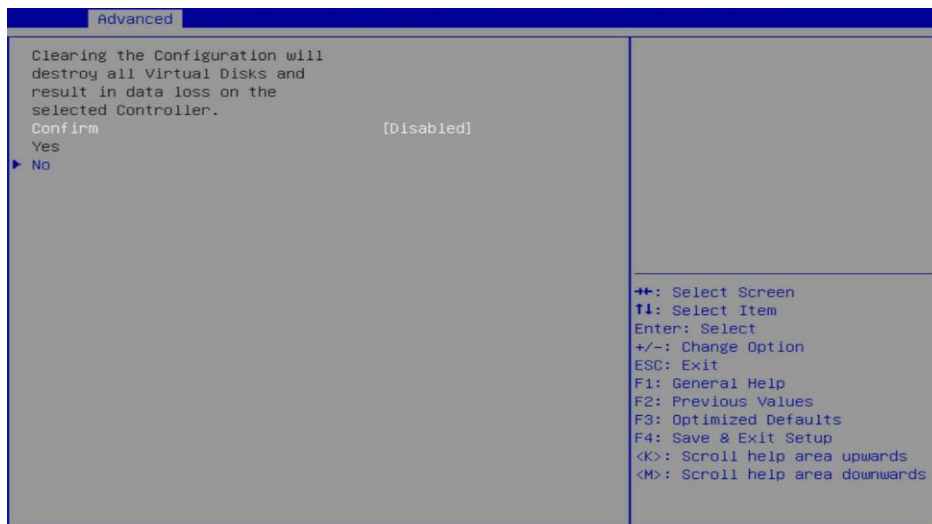 Advanced
Clearing the Configuration will
destroy all Virtual Disks and
result in data loss on the
selected Controller.
Confirm [Disabled]
Yes
▶ No
→←: Select Screen
↑↓: Select Item
Enter: Select
+/-: Change Option
ESC: Exit
F1: General Help
F2: Previous Values
F3: Optimized Defaults
F4: Save & Exit Setup
<K>: Scroll help area upwards
<M>: Scroll help area downwards